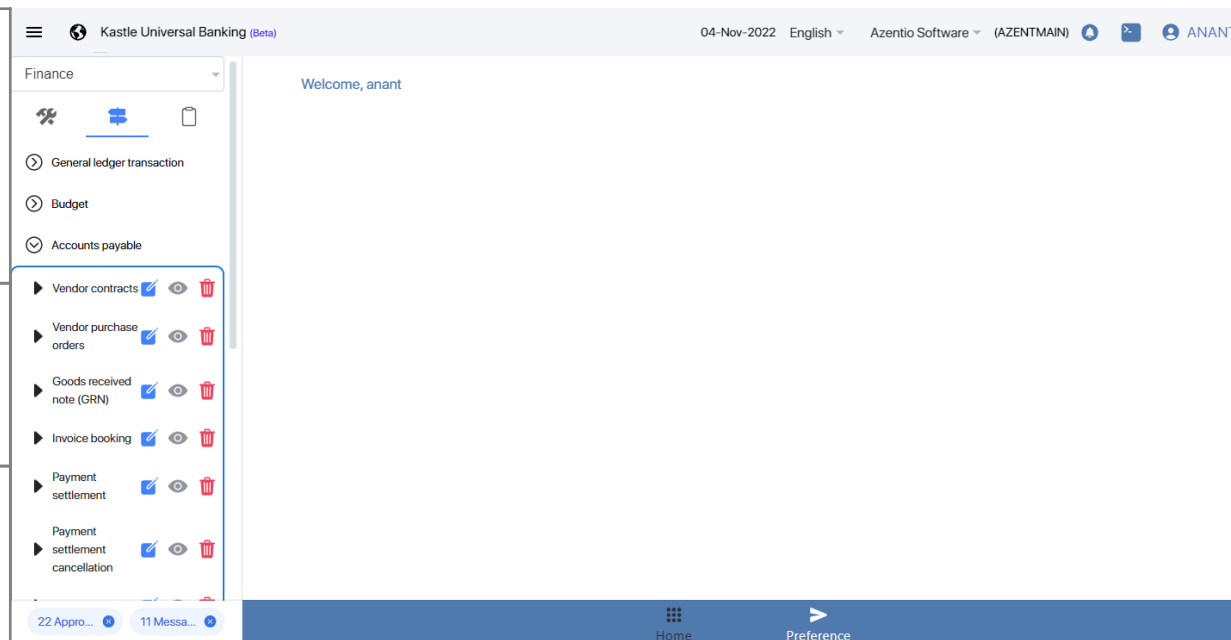 Kastle Universal Banking (Beta)
04-Nov-2022 English Azentio Software (AZENTMAIN) ANANT
Finance
Welcome, anant
General ledger transaction
Budget
Accounts payable
Vendor contracts
Vendor purchase
orders
Goods received
note (GRN)
Invoice booking
Payment
settlement
Payment
settlement
cancellation
22 Appro... 11 Messa...
Home Preference